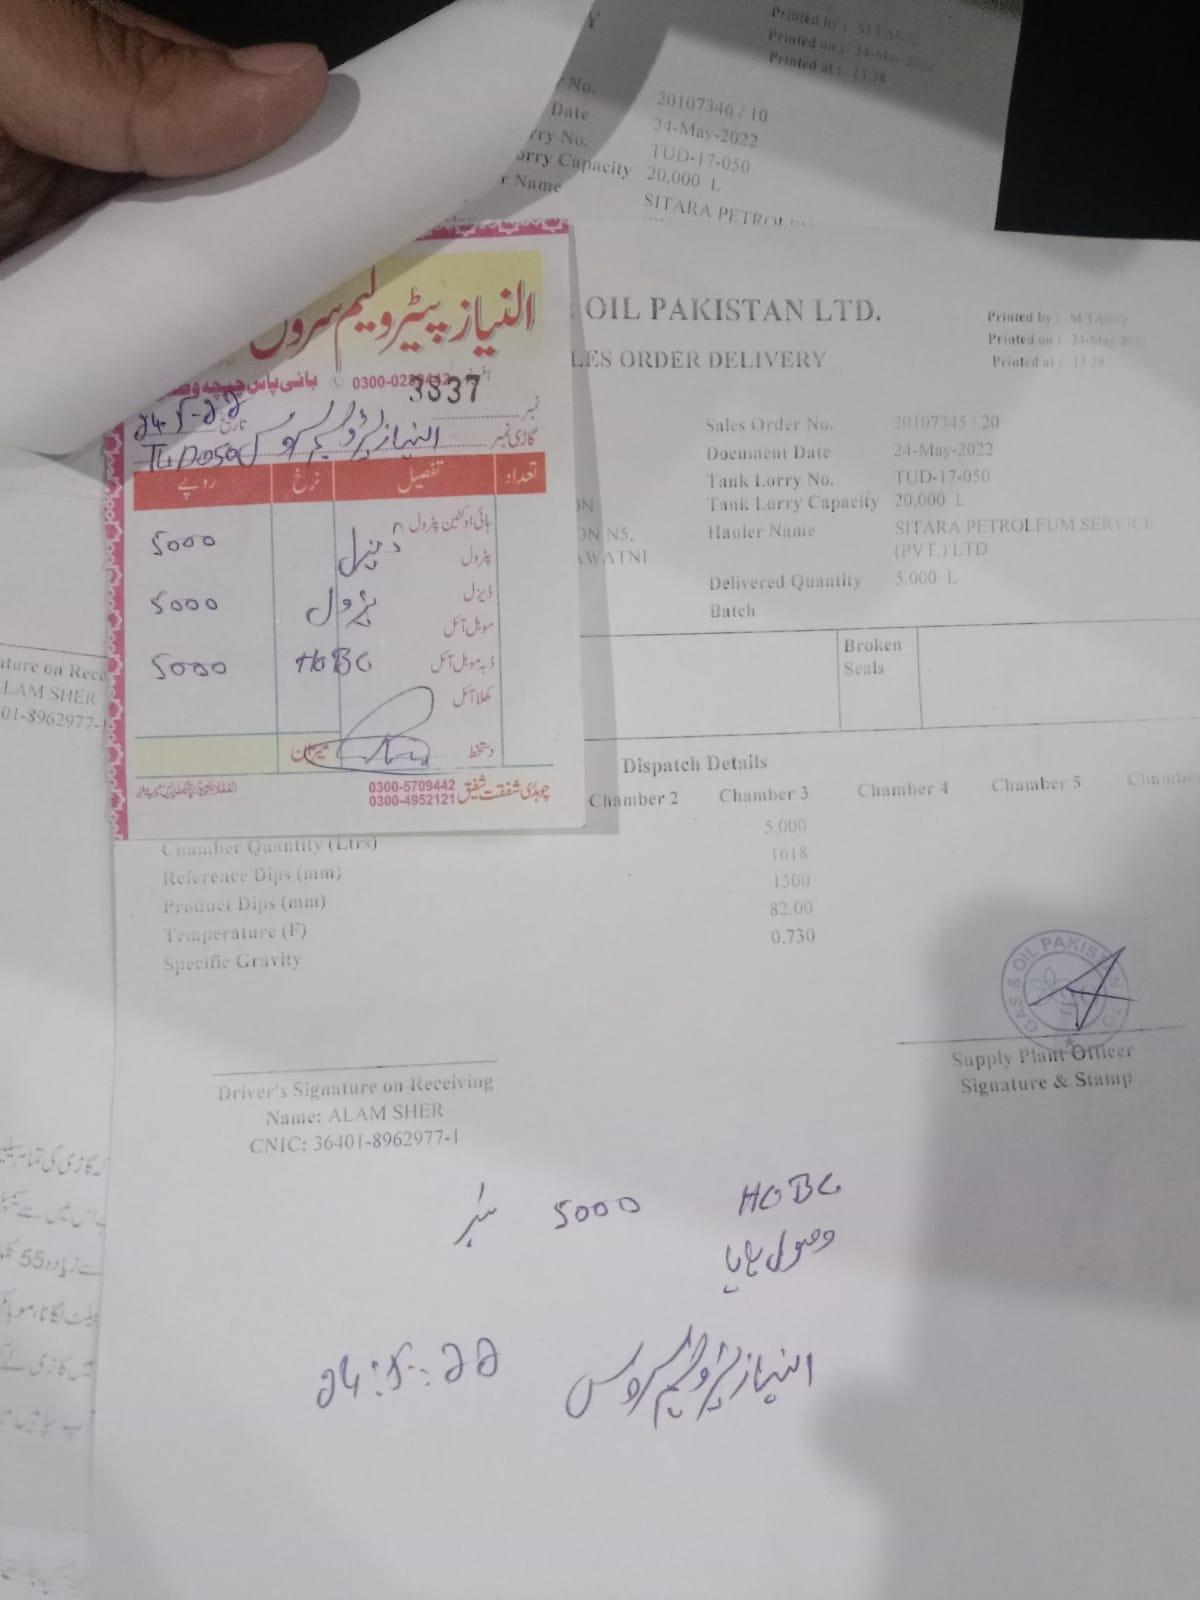 Printed by : M TARIQ
Printed on : 24-May-2022
Printed at : 13:28
No. 20107346 / 10
Date 24-May-2022
rry No. TUD-17-050
orry Capacity 20,000 L
r Name SITARA PETROL
النیاز پیٹرولیم سروس
بائی پاس چیچہ وطنی 0300-0289442
نمبر 3837
تاریخ 24-5-22
گاڑی نمبر النیاز پٹرولیم سروس TUD050
تعداد تفصیل نرخ روپے
ہائی اوکٹین پٹرول
ڈیزل 5000
پٹرول
ڈیزل
پٹرول 5000
موبل آئل
ڈبہ موبل آئل
HOBC 5000
کھلا آئل
دستخط میزان
چوہدری شفقت شفیق 0300-5709442
0300-4952121
OIL PAKISTAN LTD.
LES ORDER DELIVERY
Printed by : M TARIQ
Printed on : 24-May-2022
Printed at : 13:28
Sales Order No. 20107345 / 20
Document Date 24-May-2022
Tank Lorry No. TUD-17-050
Tank Lorry Capacity 20,000 L
ON N5,
AWATNI
Hauler Name SITARA PETROLEUM SERVICE
(PVT.) LTD
Delivered Quantity 5,000 L
Batch
Broken
Seals
Dispatch Details
Chamber 2 Chamber 3 Chamber 4 Chamber 5 Chambe
Chamber Quantity (Ltrs) 5,000
Reference Dips (mm) 1618
Product Dips (mm) 1300
Temperature (F) 82.00
Specific Gravity 0.730
GAS & OIL PAKISTAN LTD
Supply Plant Officer
Signature & Stamp
Driver's Signature on Receiving
Name: ALAM SHER
CNIC: 36401-8962977-1
ature on Rece
LAM SHER
01-8962977-1
HOBC 5000 لیٹر
وصول پایا
النیاز پٹرولیم سروس 24:5:22